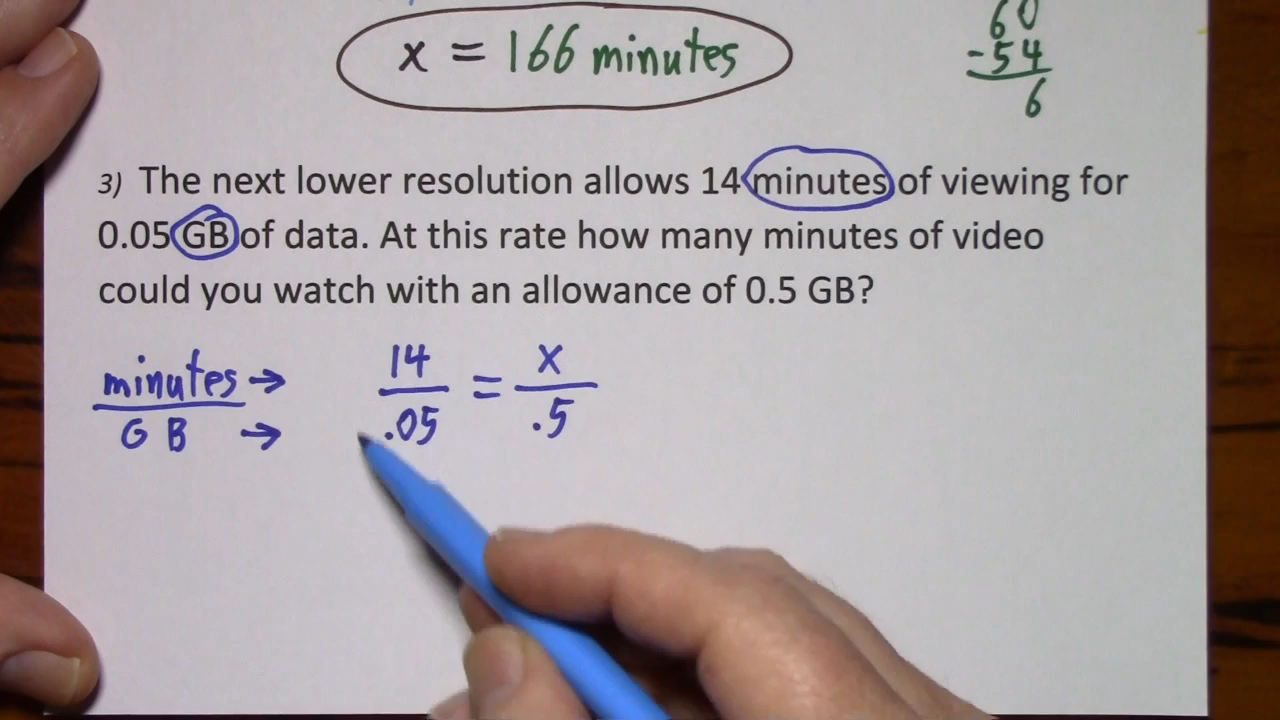 x = 166 minutes
60
-54
6
3) The next lower resolution allows 14 minutes of viewing for
0.05 GB of data. At this rate how many minutes of video
could you watch with an allowance of 0.5 GB?
minutes → 14 = x
GB → .05 .5